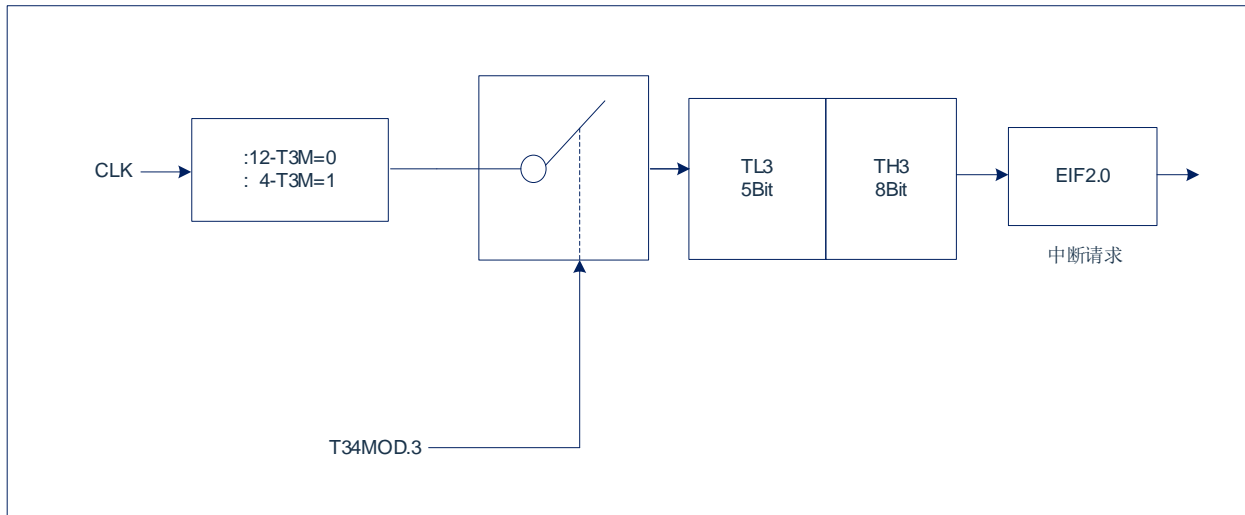 CLK
:12-T3M=0
: 4-T3M=1
TL3
5Bit
TH3
8Bit
EIF2.0
中断请求
T34MOD.3